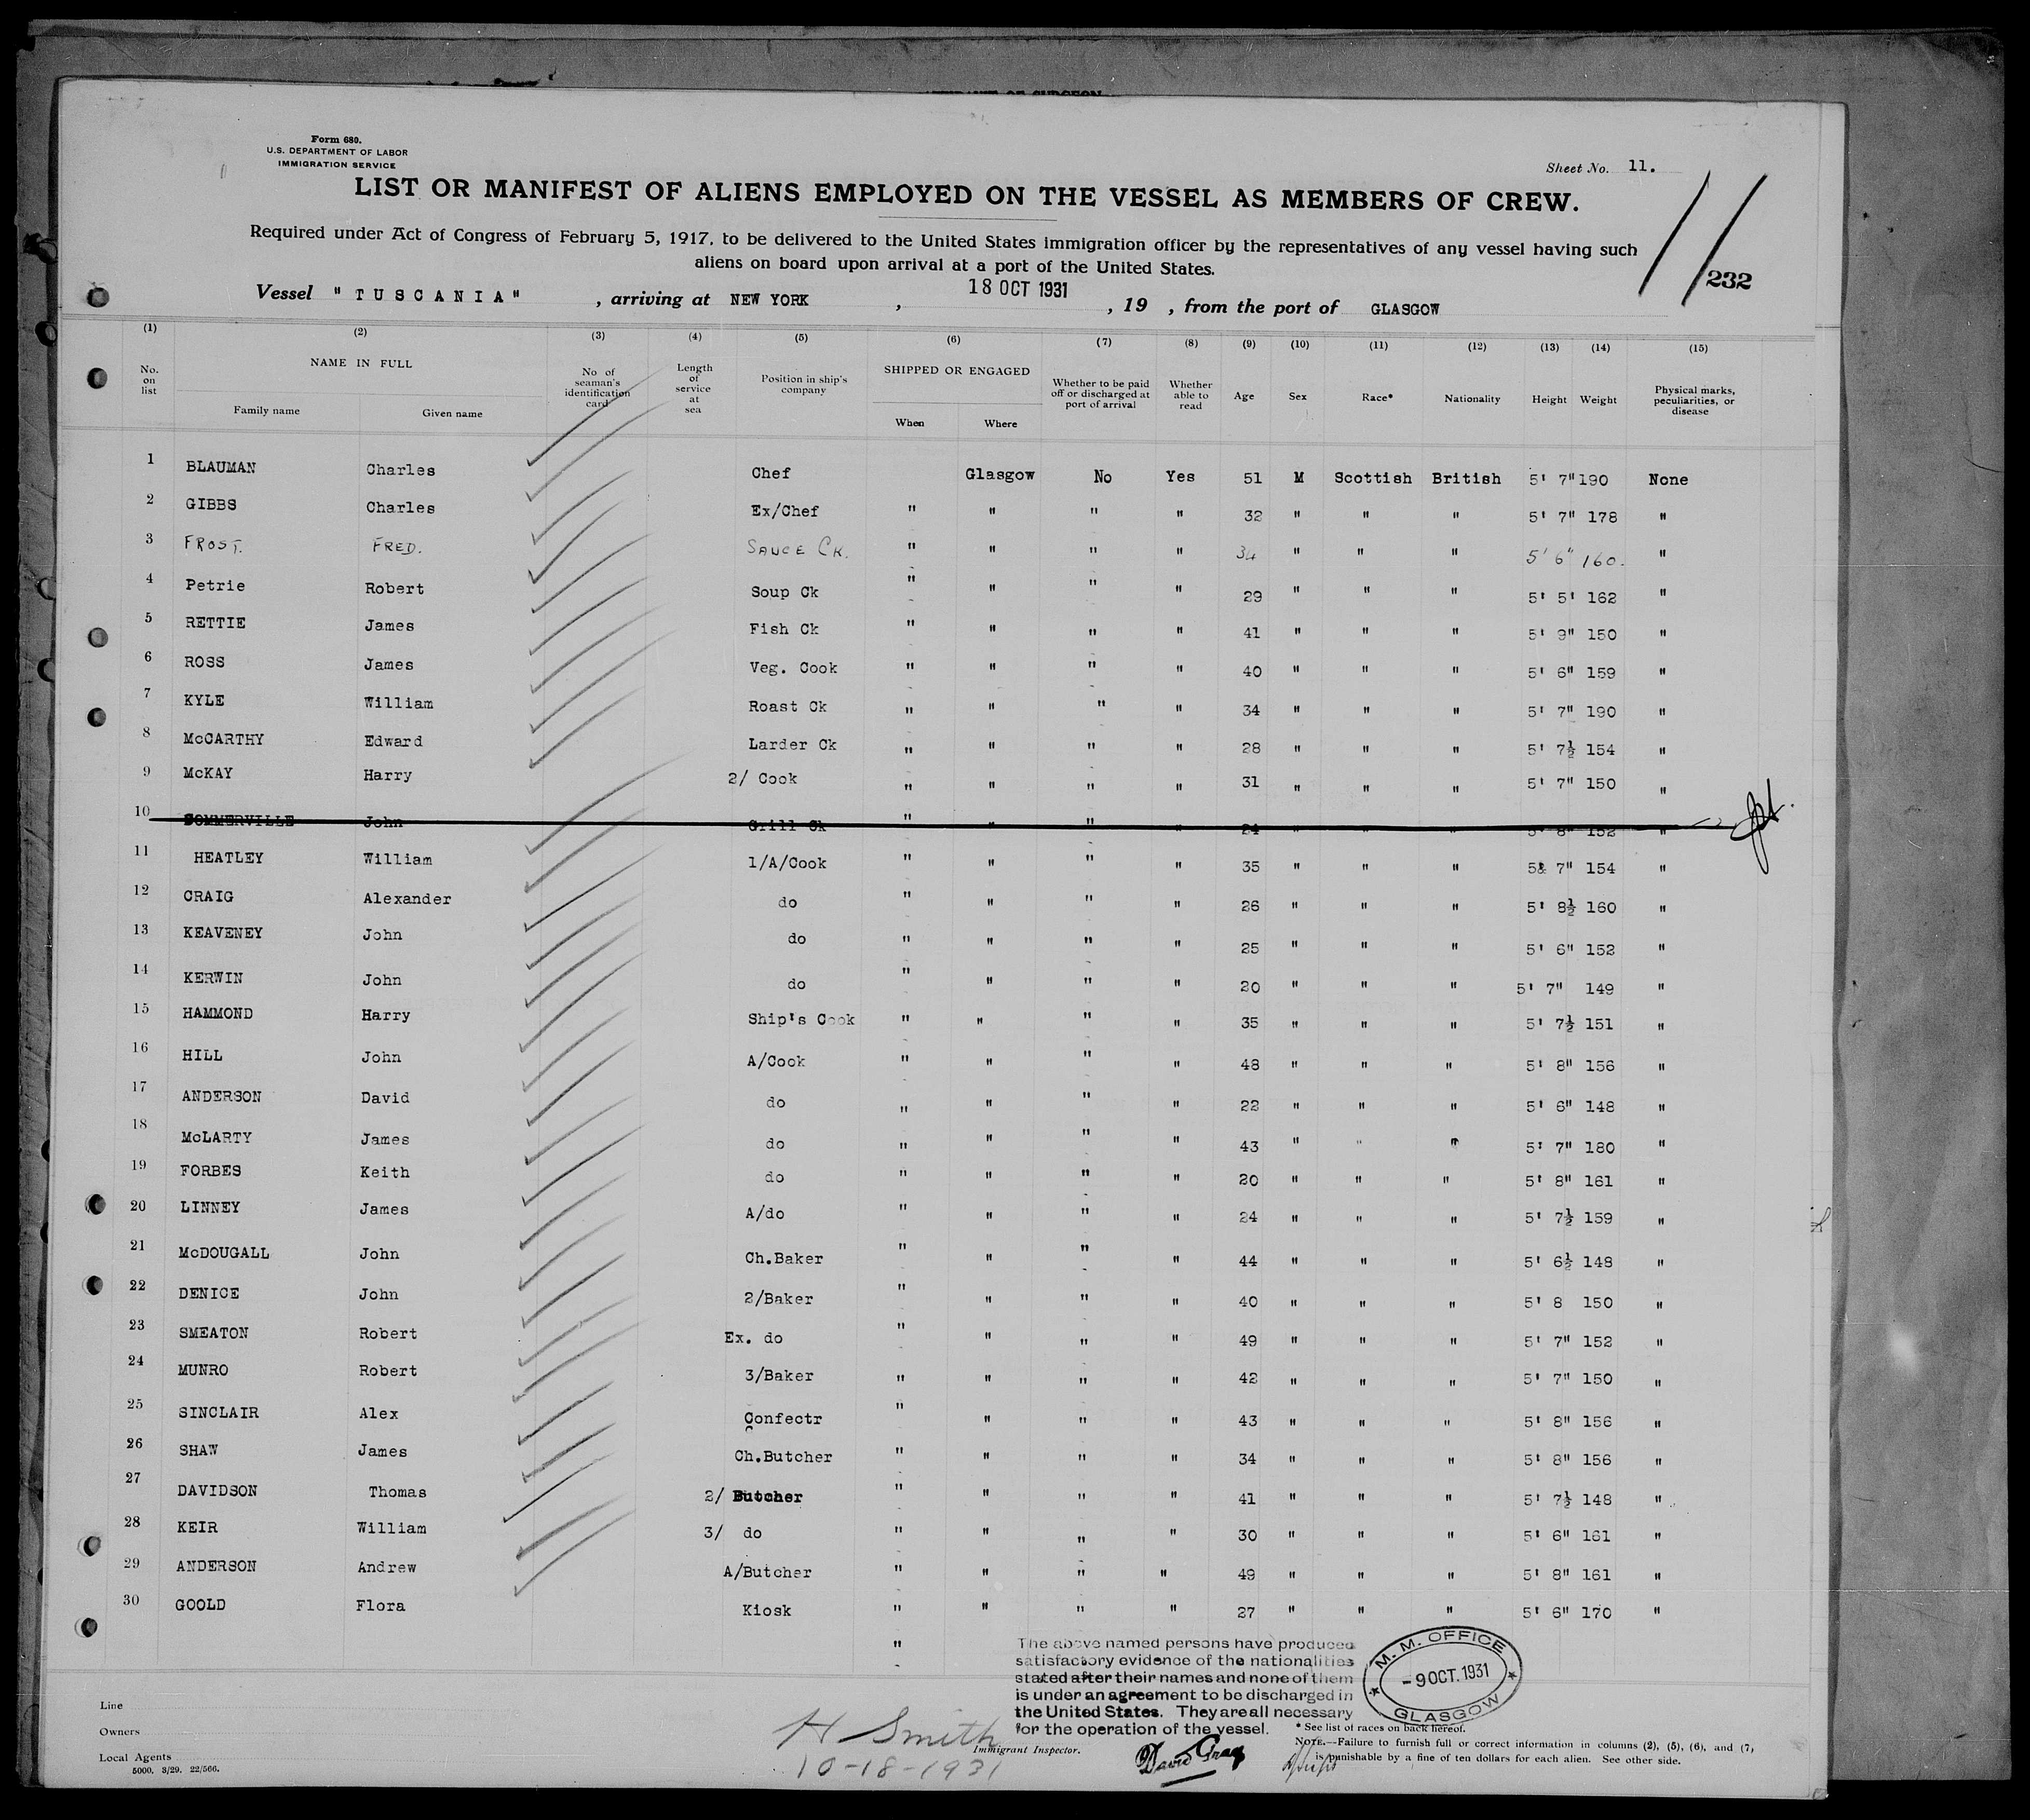 Form 680.
U.S. DEPARTMENT OF LABOR
IMMIGRATION SERVICE
Sheet No. 11.
LIST OR MANIFEST OF ALIENS EMPLOYED ON THE VESSEL AS MEMBERS OF CREW.
Required under Act of Congress of February 5, 1917, to be delivered to the United States immigration officer by the representatives of any vessel having such
aliens on board upon arrival at a port of the United States.
11/232
Vessel "TUSCANIA", arriving at NEW YORK, 18 OCT 1931, 19 , from the port of GLASGOW
(1) (2) (3) (4) (5) (6) (7) (8) (9) (10) (11) (12) (13) (14) (15)
No. on list NAME IN FULL Family name Given name No of seaman's identification card Length of service at sea Position in ship's company SHIPPED OR ENGAGED When Where Whether to be paid off or discharged at port of arrival Whether able to read Age Sex Race* Nationality Height Weight Physical marks, peculiarities, or disease
1 BLAUMAN Charles Chef Glasgow No Yes 51 M Scottish British 5' 7" 190 None
2 GIBBS Charles Ex/Chef " " " " 32 " " " 5' 7" 178 "
3 FROST. FRED. SAUCE CK. " " " " 34 " " " 5' 6" 160. "
4 Petrie Robert Soup Ck " " " " 29 " " " 5' 5' 162 "
5 RETTIE James Fish Ck " " " " 41 " " " 5' 9" 150 "
6 ROSS James Veg. Cook " " " " 40 " " " 5' 6" 159 "
7 KYLE William Roast Ck " " " " 34 " " " 5' 7" 190 "
8 McCARTHY Edward Larder Ck " " " " 28 " " " 5' 7½ 154 "
9 McKAY Harry 2/ Cook " " " " 31 " " " 5' 7" 150 "
10 SOMMERVILLE John Grill Ck " " " " 24 " " " 5' 8" 152 "
11 HEATLEY William 1/A/Cook " " " " 35 " " " 5' 7" 154 "
12 CRAIG Alexander do " " " " 26 " " " 5' 8½ 160 "
13 KEAVENEY John do " " " " 25 " " " 5' 6" 152 "
14 KERWIN John do " " " " 20 " " " 5' 7" 149 "
15 HAMMOND Harry Ship's Cook " " " " 35 " " " 5' 7½ 151 "
16 HILL John A/Cook " " " " 48 " " " 5' 8" 156 "
17 ANDERSON David do " " " " 22 " " " 5' 6" 148 "
18 McLARTY James do " " " " 43 " " " 5' 7" 180 "
19 FORBES Keith do " " " " 20 " " " 5' 8" 161 "
20 LINNEY James A/do " " " " 24 " " " 5' 7½ 159 "
21 McDOUGALL John Ch.Baker " " " " 44 " " " 5' 6½ 148 "
22 DENICE John 2/Baker " " " " 40 " " " 5' 8 150 "
23 SMEATON Robert Ex. do " " " " 49 " " " 5' 7" 152 "
24 MUNRO Robert 3/Baker " " " " 42 " " " 5' 7" 150 "
25 SINCLAIR Alex Confectr " " " " 43 " " " 5' 8" 156 "
26 SHAW James Ch.Butcher " " " " 34 " " " 5' 8" 156 "
27 DAVIDSON Thomas 2/ Butcher " " " " 41 " " " 5' 7½ 148 "
28 KEIR William 3/ do " " " " 30 " " " 5' 6" 161 "
29 ANDERSON Andrew A/Butcher " " " " 49 " " " 5' 8" 161 "
30 GOOLD Flora Kiosk " " " " 27 " " " 5' 6" 170 "
"
The above named persons have produced
satisfactory evidence of the nationalities
stated after their names and none of them
is under an agreement to be discharged in
the United States. They are all necessary
for the operation of the vessel.
M. M. OFFICE
-9 OCT. 1931
GLASGOW
Line
Owners
Local Agents
5000. 3/29. 22/566.
H Smith
Immigrant Inspector.
10-18-1931
David Gray
* See list of races on back hereof.
NOTE.—Failure to furnish full or correct information in columns (2), (5), (6), and (7,
is punishable by a fine of ten dollars for each alien. See other side.